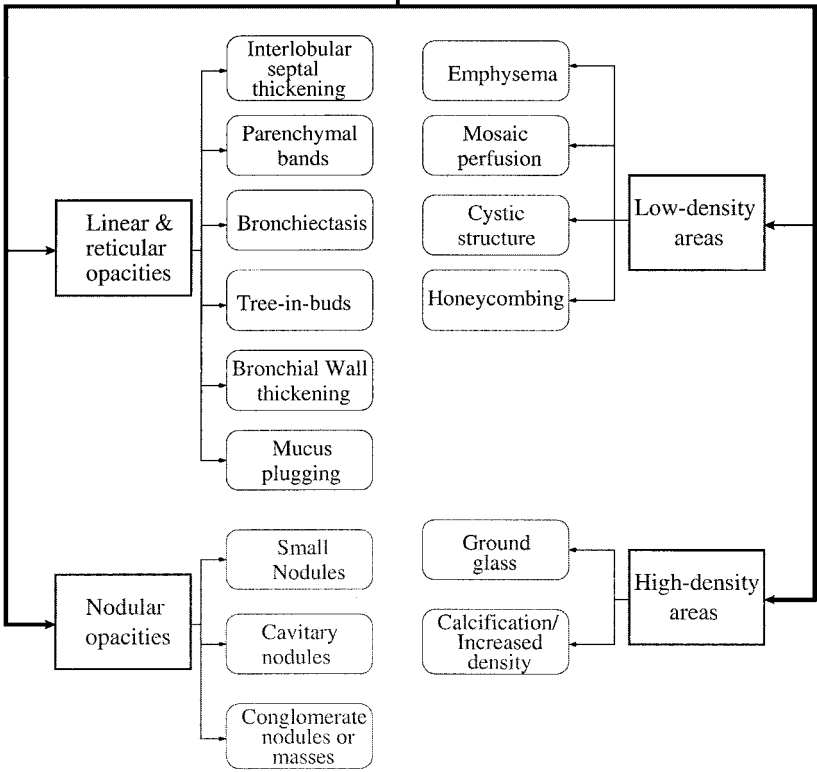 Linear &
reticular
opacities
Interlobular
septal
thickening
Parenchymal
bands
Bronchiectasis
Tree-in-buds
Bronchial Wall
thickening
Mucus
plugging
Nodular
opacities
Small
Nodules
Cavitary
nodules
Conglomerate
nodules or
masses
Low-density
areas
Emphysema
Mosaic
perfusion
Cystic
structure
Honeycombing
High-density
areas
Ground
glass
Calcification/
Increased
density